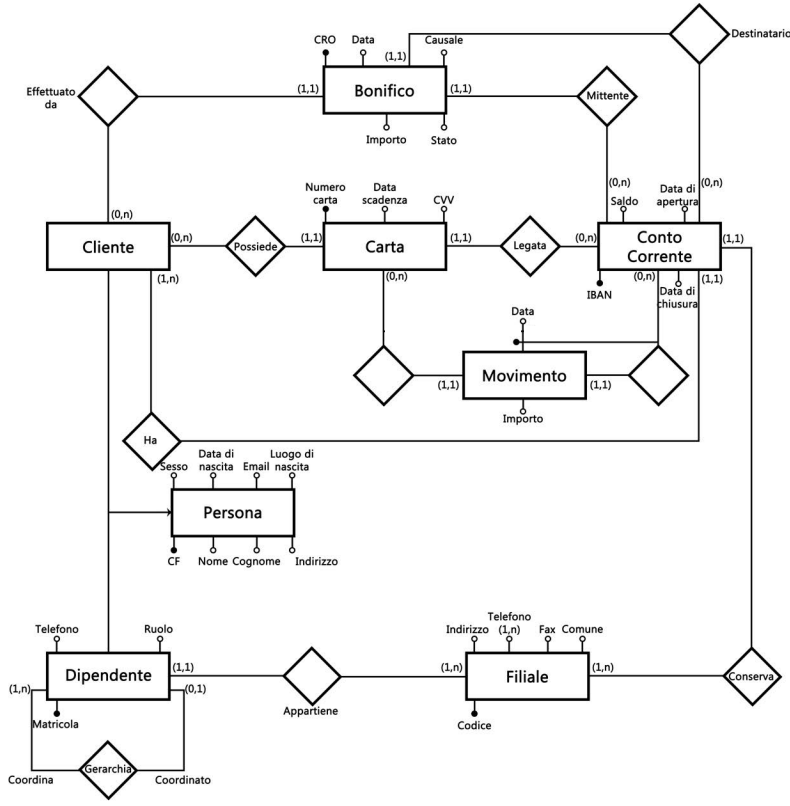 Destinatario
CRO
Data
Causale
(1,1)
Effettuato
da
(1,1)
Bonifico
(1,1)
Mittente
Importo
Stato
(0,n)
Numero
carta
Data
scadenza
CVV
(0,n)
Saldo
Data di
apertura
(0,n)
Cliente
(0,n)
Possiede
(1,1)
Carta
(1,1)
Legata
(0,n)
Conto
Corrente
(1,1)
(1,n)
(0,n)
(0,n)
(1,1)
IBAN
Data di
chiusura
Data
(1,1)
Movimento
(1,1)
Importo
Ha
Sesso
Data di
nascita
Email
Luogo di
nascita
Persona
CF
Nome
Cognome
Indirizzo
Telefono
Ruolo
Indirizzo
Telefono
(1,n)
Fax
Comune
Dipendente
(1,1)
(1,n)
Filiale
(1,n)
Conserva
(1,n)
(0,1)
Appartiene
Matricola
Codice
Gerarchia
Coordina
Coordinato